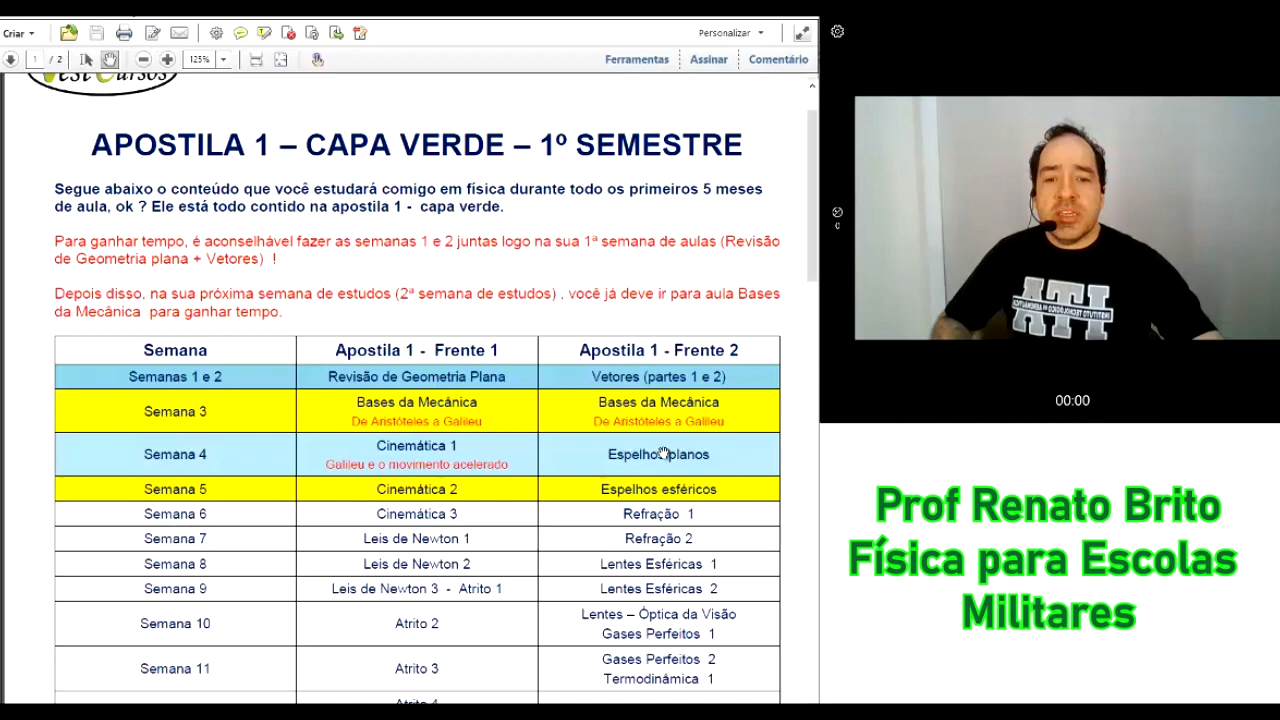 Criar
Personalizar
1 / 2
125%
Ferramentas
Assinar
Comentário
Vest Cursos
APOSTILA 1 – CAPA VERDE – 1º SEMESTRE
Segue abaixo o conteúdo que você estudará comigo em física durante todo os primeiros 5 meses
de aula, ok ? Ele está todo contido na apostila 1 - capa verde.
Para ganhar tempo, é aconselhável fazer as semanas 1 e 2 juntas logo na sua 1ª semana de aulas (Revisão
de Geometria plana + Vetores) !
Depois disso, na sua próxima semana de estudos (2ª semana de estudos) , você já deve ir para aula Bases
da Mecânica para ganhar tempo.
Semana Apostila 1 - Frente 1 Apostila 1 - Frente 2
Semanas 1 e 2 Revisão de Geometria Plana Vetores (partes 1 e 2)
Semana 3 Bases da Mecânica Bases da Mecânica
De Aristóteles a Galileu De Aristóteles a Galileu
Semana 4 Cinemática 1 Espelhos planos
Galileu e o movimento acelerado
Semana 5 Cinemática 2 Espelhos esféricos
Semana 6 Cinemática 3 Refração 1
Semana 7 Leis de Newton 1 Refração 2
Semana 8 Leis de Newton 2 Lentes Esféricas 1
Semana 9 Leis de Newton 3 - Atrito 1 Lentes Esféricas 2
Semana 10 Atrito 2 Lentes – Óptica da Visão
Gases Perfeitos 1
Semana 11 Atrito 3 Gases Perfeitos 2
Termodinâmica 1
Atrito 4
0
ITA
00:00
Prof Renato Brito
Física para Escolas
Militares